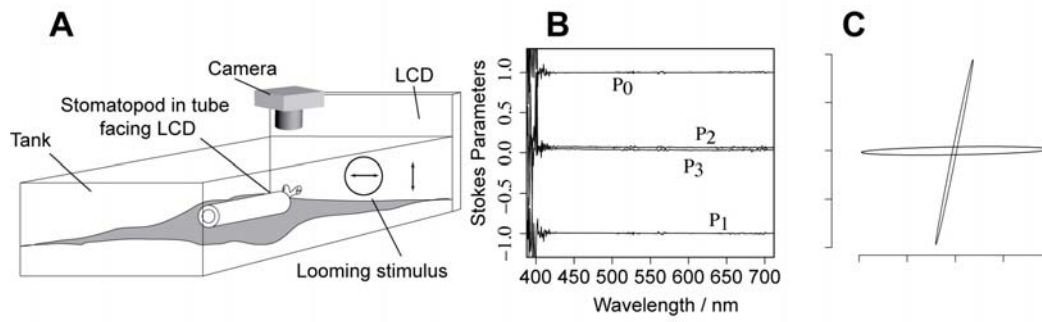 A
Camera
LCD
Stomatopod in tube
facing LCD
Tank
Looming stimulus
B
Stokes Parameters
1.0
0.5
0.0
-0.5
-1.0
P0
P2
P3
P1
400 450 500 550 600 650 700
Wavelength / nm
C